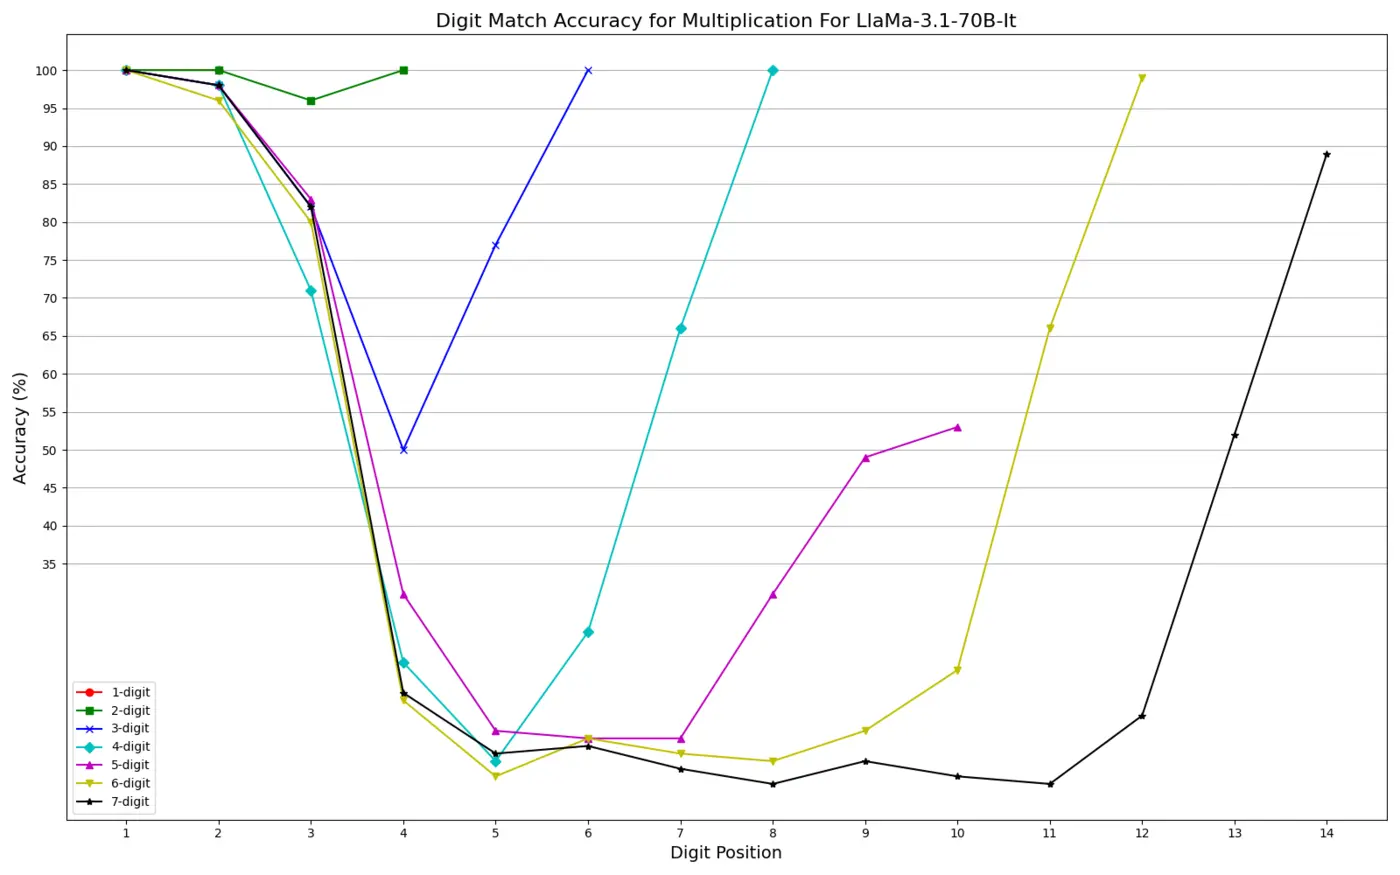 Digit Match Accuracy for Multiplication For LlaMa-3.1-70B-It
Accuracy (%)
100
95
90
85
80
75
70
65
60
55
50
45
40
35
1-digit
2-digit
3-digit
4-digit
5-digit
6-digit
7-digit
1 2 3 4 5 6 7 8 9 10 11 12 13 14
Digit Position